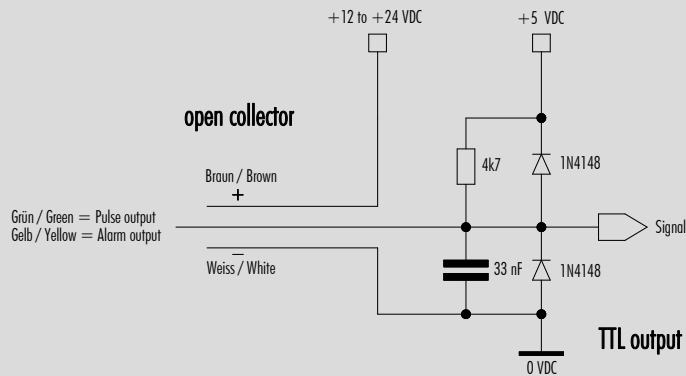 +12 to +24 VDC
+5 VDC
open collector
4k7
1N4148
Braun / Brown
+
Grün / Green = Pulse output
Gelb / Yellow = Alarm output
Signal
–
Weiss / White
33 nF
1N4148
TTL output
0 VDC